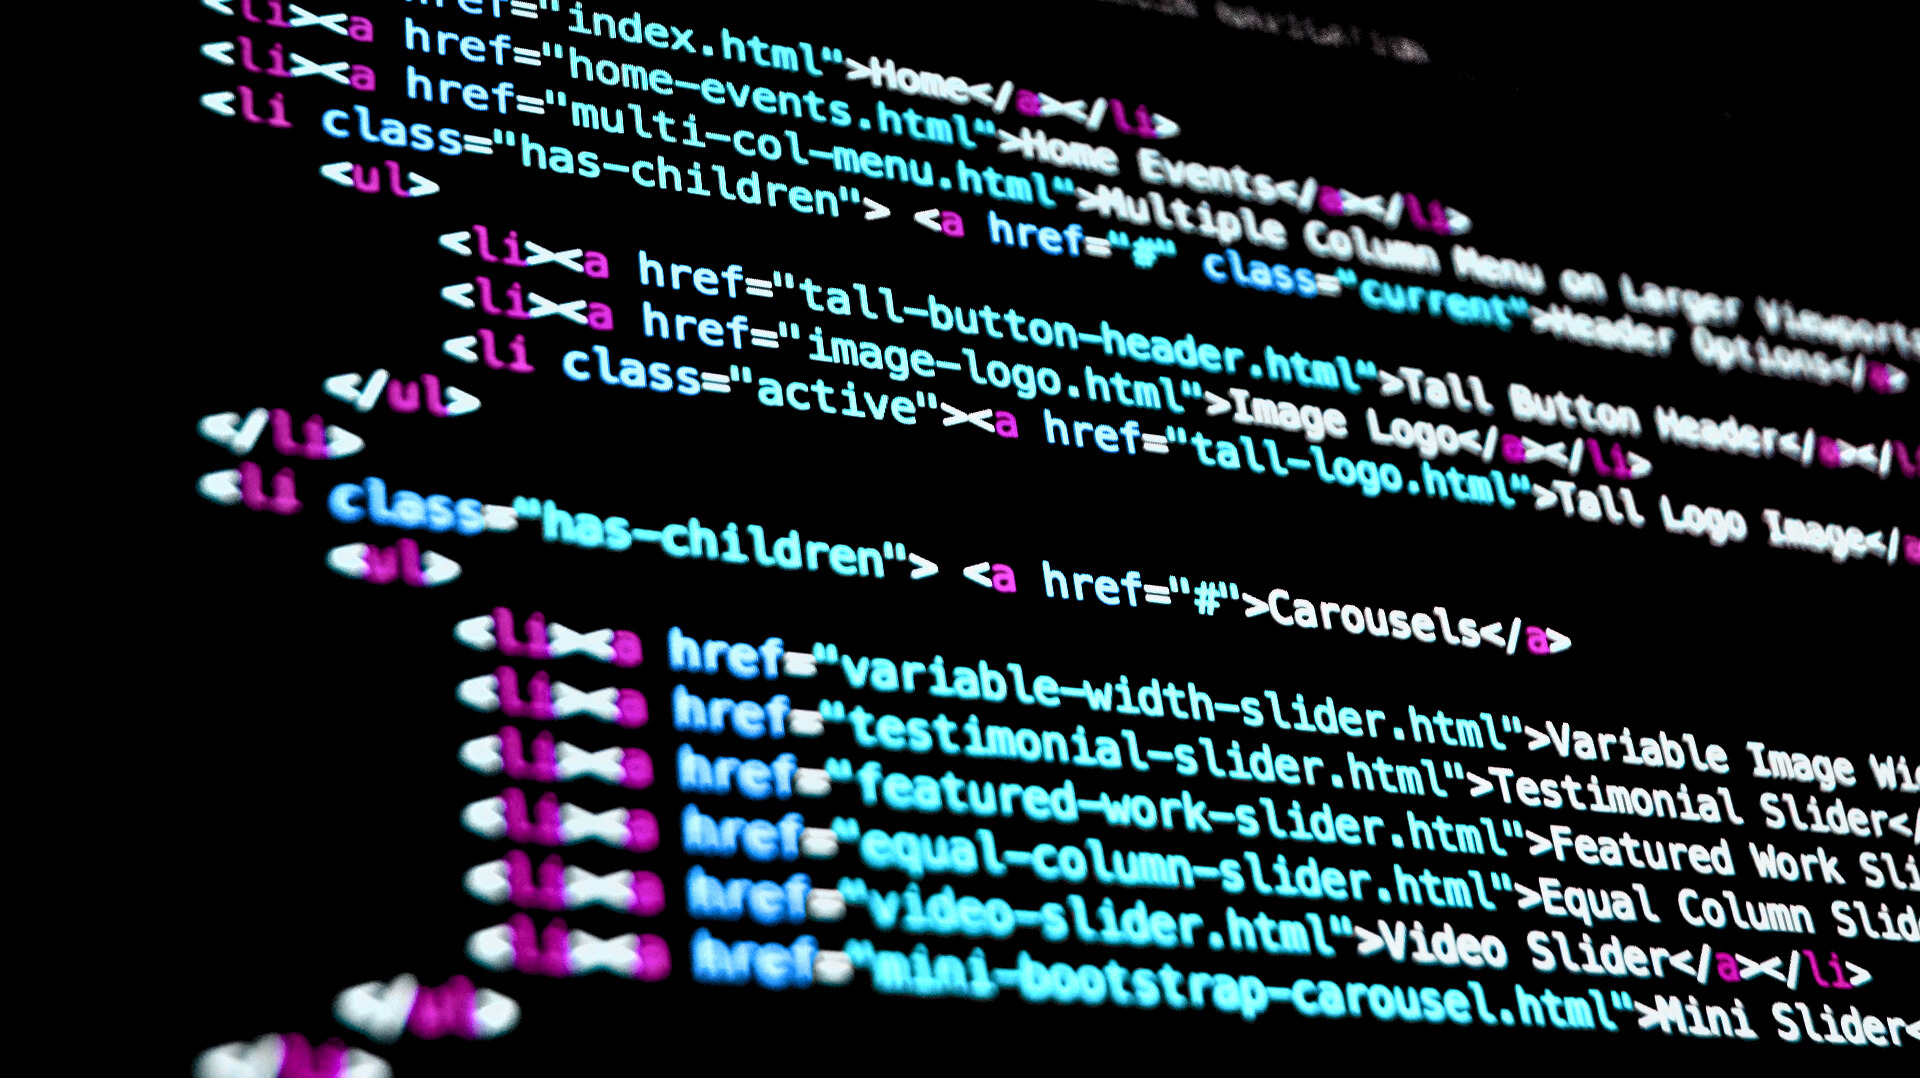 href="index.html">Home</a></li>
<li><a href="home-events.html">Home Events</a></li>
<li><a href="multi-col-menu.html">Multiple Column Menu on Larger Viewports
<li class="has-children"> <a href="#" class="current">Header Options</a>
<ul>
<li><a href="tall-button-header.html">Tall Button Header</a></li
<li><a href="image-logo.html">Image Logo</a></li>
<li class="active"><a href="tall-logo.html">Tall Logo Image</a
</ul>
</li>
<li class="has-children"> <a href="#">Carousels</a>
<ul>
<li><a href="variable-width-slider.html">Variable Image
<li><a href="testimonial-slider.html">Testimonial Slider</
<li><a href="featured-work-slider.html">Featured Work Sli
<li><a href="equal-column-slider.html">Equal Column Slid
<li><a href="video-slider.html">Video Slider</a></li>
<li><a href="mini-bootstrap-carousel.html">Mini Slider<